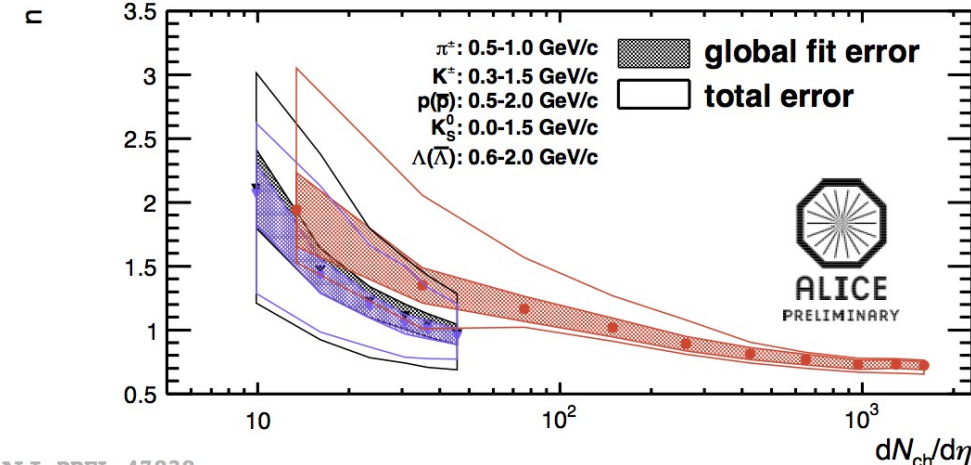 n
3.5
3
2.5
2
1.5
1
0.5
π±: 0.5-1.0 GeV/c
K±: 0.3-1.5 GeV/c
p(p̅): 0.5-2.0 GeV/c
K⁰S: 0.0-1.5 GeV/c
Λ(Λ̅): 0.6-2.0 GeV/c
global fit error
total error
ALICE
PRELIMINARY
10
10²
10³
dNch/dη